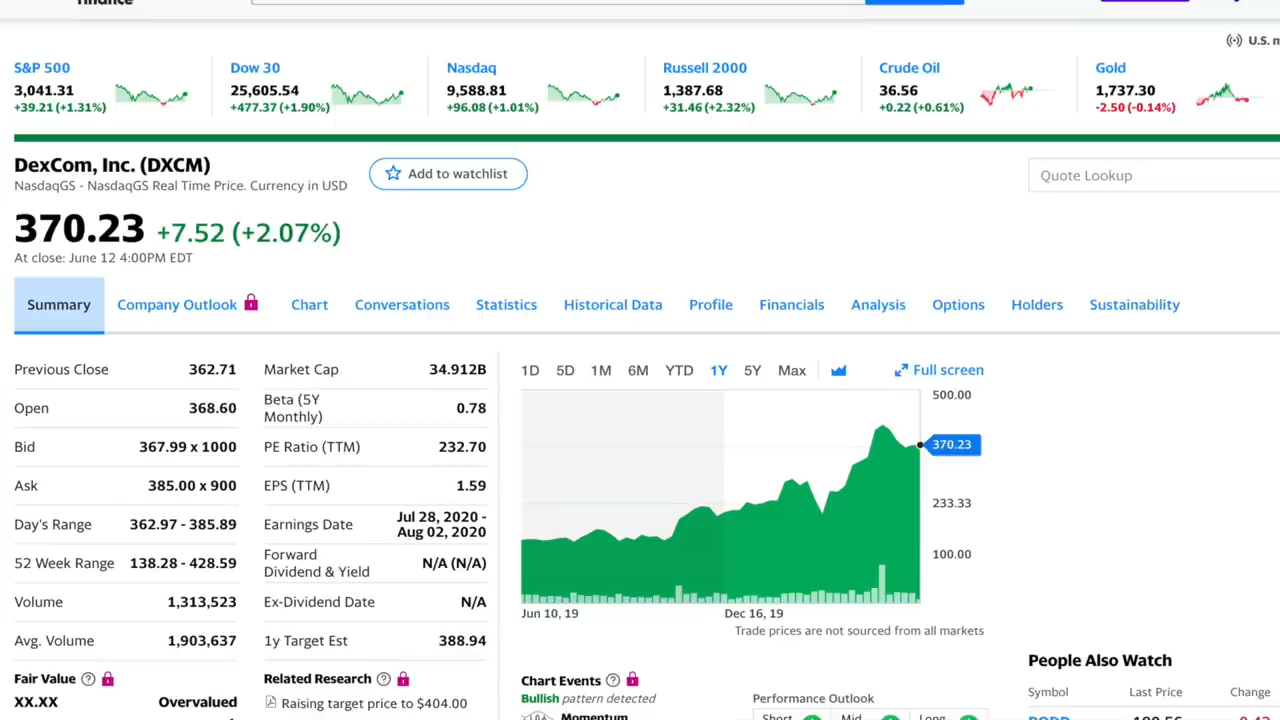 finance
U.S. m
S&P 500
3,041.31
+39.21 (+1.31%)
Dow 30
25,605.54
+477.37 (+1.90%)
Nasdaq
9,588.81
+96.08 (+1.01%)
Russell 2000
1,387.68
+31.46 (+2.32%)
Crude Oil
36.56
+0.22 (+0.61%)
Gold
1,737.30
-2.50 (-0.14%)
DexCom, Inc. (DXCM)
NasdaqGS - NasdaqGS Real Time Price. Currency in USD
Add to watchlist
Quote Lookup
370.23 +7.52 (+2.07%)
At close: June 12 4:00PM EDT
Summary Company Outlook Chart Conversations Statistics Historical Data Profile Financials Analysis Options Holders Sustainability
Previous Close 362.71
Open 368.60
Bid 367.99 x 1000
Ask 385.00 x 900
Day's Range 362.97 - 385.89
52 Week Range 138.28 - 428.59
Volume 1,313,523
Avg. Volume 1,903,637
Market Cap 34.912B
Beta (5Y Monthly) 0.78
PE Ratio (TTM) 232.70
EPS (TTM) 1.59
Earnings Date Jul 28, 2020 - Aug 02, 2020
Forward Dividend & Yield N/A (N/A)
Ex-Dividend Date N/A
1y Target Est 388.94
1D 5D 1M 6M YTD 1Y 5Y Max Full screen
500.00
370.23
233.33
100.00
Jun 10, 19 Dec 16, 19
Trade prices are not sourced from all markets
Fair Value
XX.XX Overvalued
Related Research
Raising target price to $404.00
Chart Events
Bullish pattern detected
Momentum
Performance Outlook
Short Mid Long
People Also Watch
Symbol Last Price Change